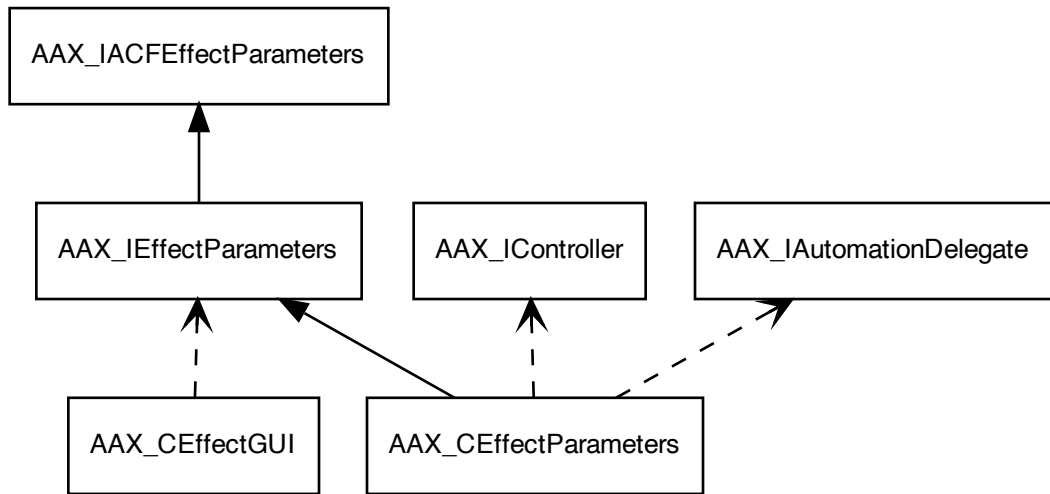 AAX_IACFEffectParameters
AAX_IEffectParameters
AAX_IController
AAX_IAutomationDelegate
AAX_CEffectGUI
AAX_CEffectParameters